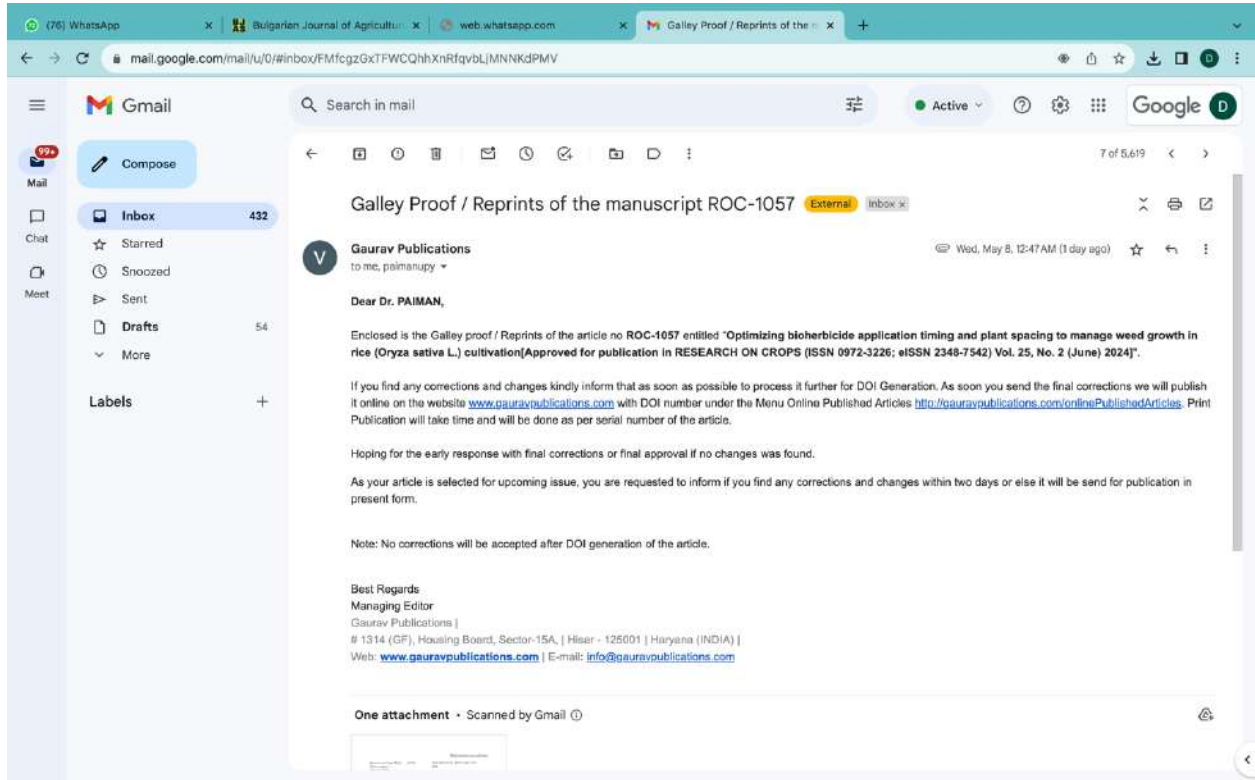 (76) WhatsApp
Bulgarian Journal of Agricultur
web.whatsapp.com
Galley Proof / Reprints of the m
mail.google.com/mail/u/0/#inbox/FMfcgzGxTFWCQhhXnRfqvbLjMNNKdPMV
D
Gmail
Search in mail
Active
Google
D
99+
Mail
Chat
Meet
Compose
Inbox 432
Starred
Snoozed
Sent
Drafts 54
More
Labels
7 of 5,619
Galley Proof / Reprints of the manuscript ROC-1057 External Inbox x
V
Gaurav Publications
Wed, May 8, 12:47 AM (1 day ago)
to me, paimanupy
Dear Dr. PAIMAN,
Enclosed is the Galley proof / Reprints of the article no ROC-1057 entitled "Optimizing bioherbicide application timing and plant spacing to manage weed growth in
rice (Oryza sativa L.) cultivation[Approved for publication in RESEARCH ON CROPS (ISSN 0972-3226; eISSN 2348-7542) Vol. 25, No. 2 (June) 2024]".
If you find any corrections and changes kindly inform that as soon as possible to process it further for DOI Generation. As soon you send the final corrections we will publish
it online on the website www.gauravpublications.com with DOI number under the Menu Online Published Articles http://gauravpublications.com/onlinePublishedArticles. Print
Publication will take time and will be done as per serial number of the article.
Hoping for the early response with final corrections or final approval if no changes was found.
As your article is selected for upcoming issue, you are requested to inform if you find any corrections and changes within two days or else it will be send for publication in
present form.
Note: No corrections will be accepted after DOI generation of the article.
Best Regards
Managing Editor
Gaurav Publications |
# 1314 (GF), Housing Board, Sector-15A, | Hisar - 125001 | Haryana (INDIA) |
Web: www.gauravpublications.com | E-mail: info@gauravpublications.com
One attachment • Scanned by Gmail